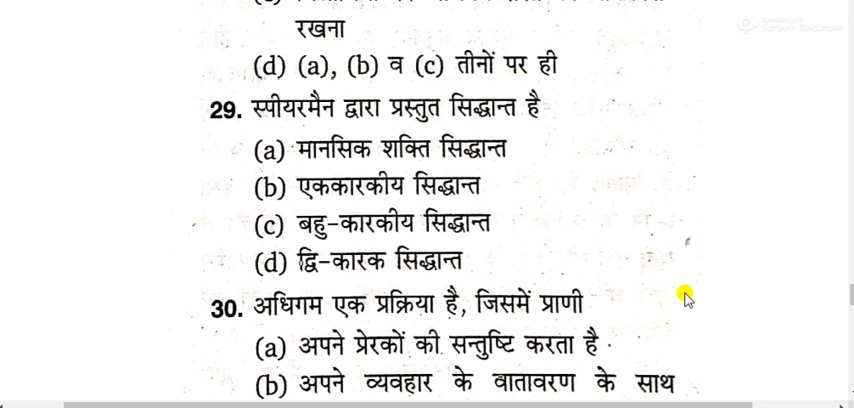 रखना
(d) (a), (b) व (c) तीनों पर ही
29. स्पीयरमैन द्वारा प्रस्तुत सिद्धान्त है
(a) मानसिक शक्ति सिद्धान्त
(b) एककारकीय सिद्धान्त
(c) बहु-कारकीय सिद्धान्त
(d) द्वि-कारक सिद्धान्त
30. अधिगम एक प्रक्रिया है, जिसमें प्राणी
(a) अपने प्रेरकों की सन्तुष्टि करता है
(b) अपने व्यवहार के वातावरण के साथ